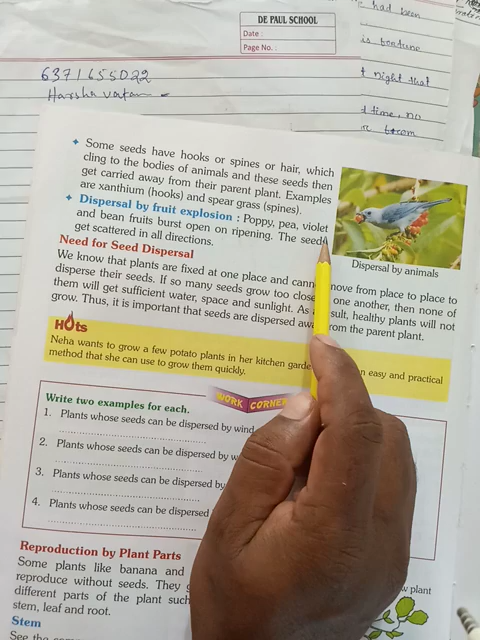 DE PAUL SCHOOL
Date :
Page No. :
had been
is fortune
night that
d time, no
6371655022
Harshavatan -
Some seeds have hooks or spines or hair, which
cling to the bodies of animals and these seeds then
get carried away from their parent plant. Examples
are xanthium (hooks) and spear grass (spines).
Dispersal by fruit explosion : Poppy, pea, violet
and bean fruits burst open on ripening. The seeds
get scattered in all directions.
Dispersal by animals
Need for Seed Dispersal
We know that plants are fixed at one place and cann move from place to place to
disperse their seeds. If so many seeds grow too close one another, then none of
them will get sufficient water, space and sunlight. As sult, healthy plants will not
grow. Thus, it is important that seeds are dispersed aw from the parent plant.
HOts
Neha wants to grow a few potato plants in her kitchen garde n easy and practical
method that she can use to grow them quickly.
WORK CORNER
Write two examples for each.
1. Plants whose seeds can be dispersed by wind
2. Plants whose seeds can be dispersed by w
3. Plants whose seeds can be dispersed by
4. Plants whose seeds can be dispersed
Reproduction by Plant Parts
Some plants like banana and
reproduce without seeds. They g
different parts of the plant such
stem, leaf and root.
w plant
Stem